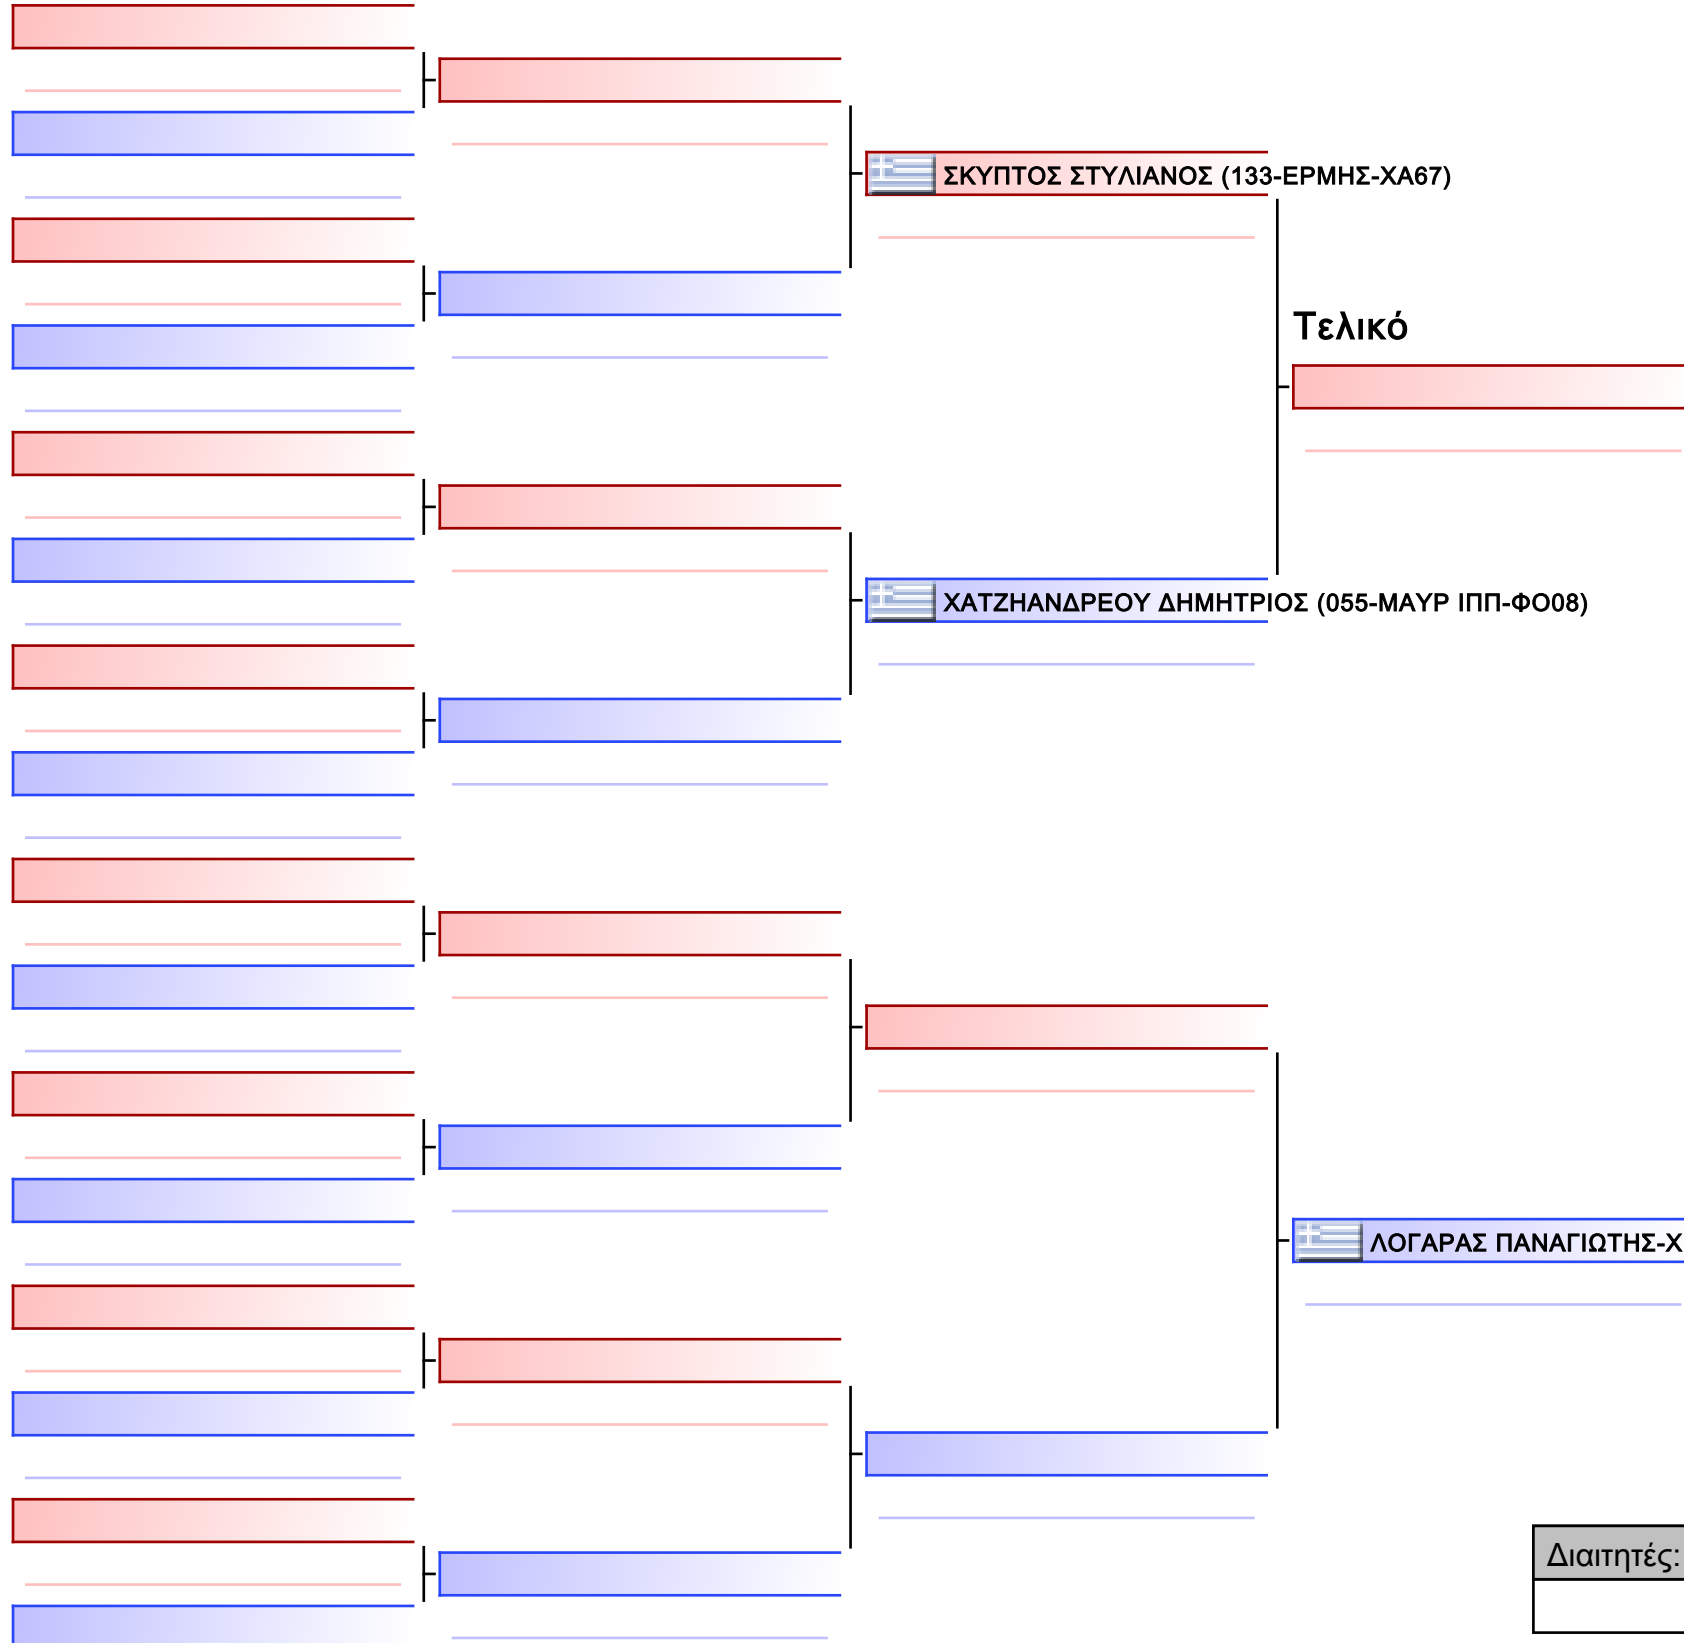 ΣΚΥΠΤΟΣ ΣΤΥΛΙΑΝΟΣ (133-ΕΡΜΗΣ-ΧΑ67)
Τελικό
ΧΑΤΖΗΑΝΔΡΕΟΥ ΔΗΜΗΤΡΙΟΣ (055-ΜΑΥΡ ΙΠΠ-ΦΟ08)
ΛΟΓΑΡΑΣ ΠΑΝΑΓΙΩΤΗΣ-Χ
Διαιτητές: